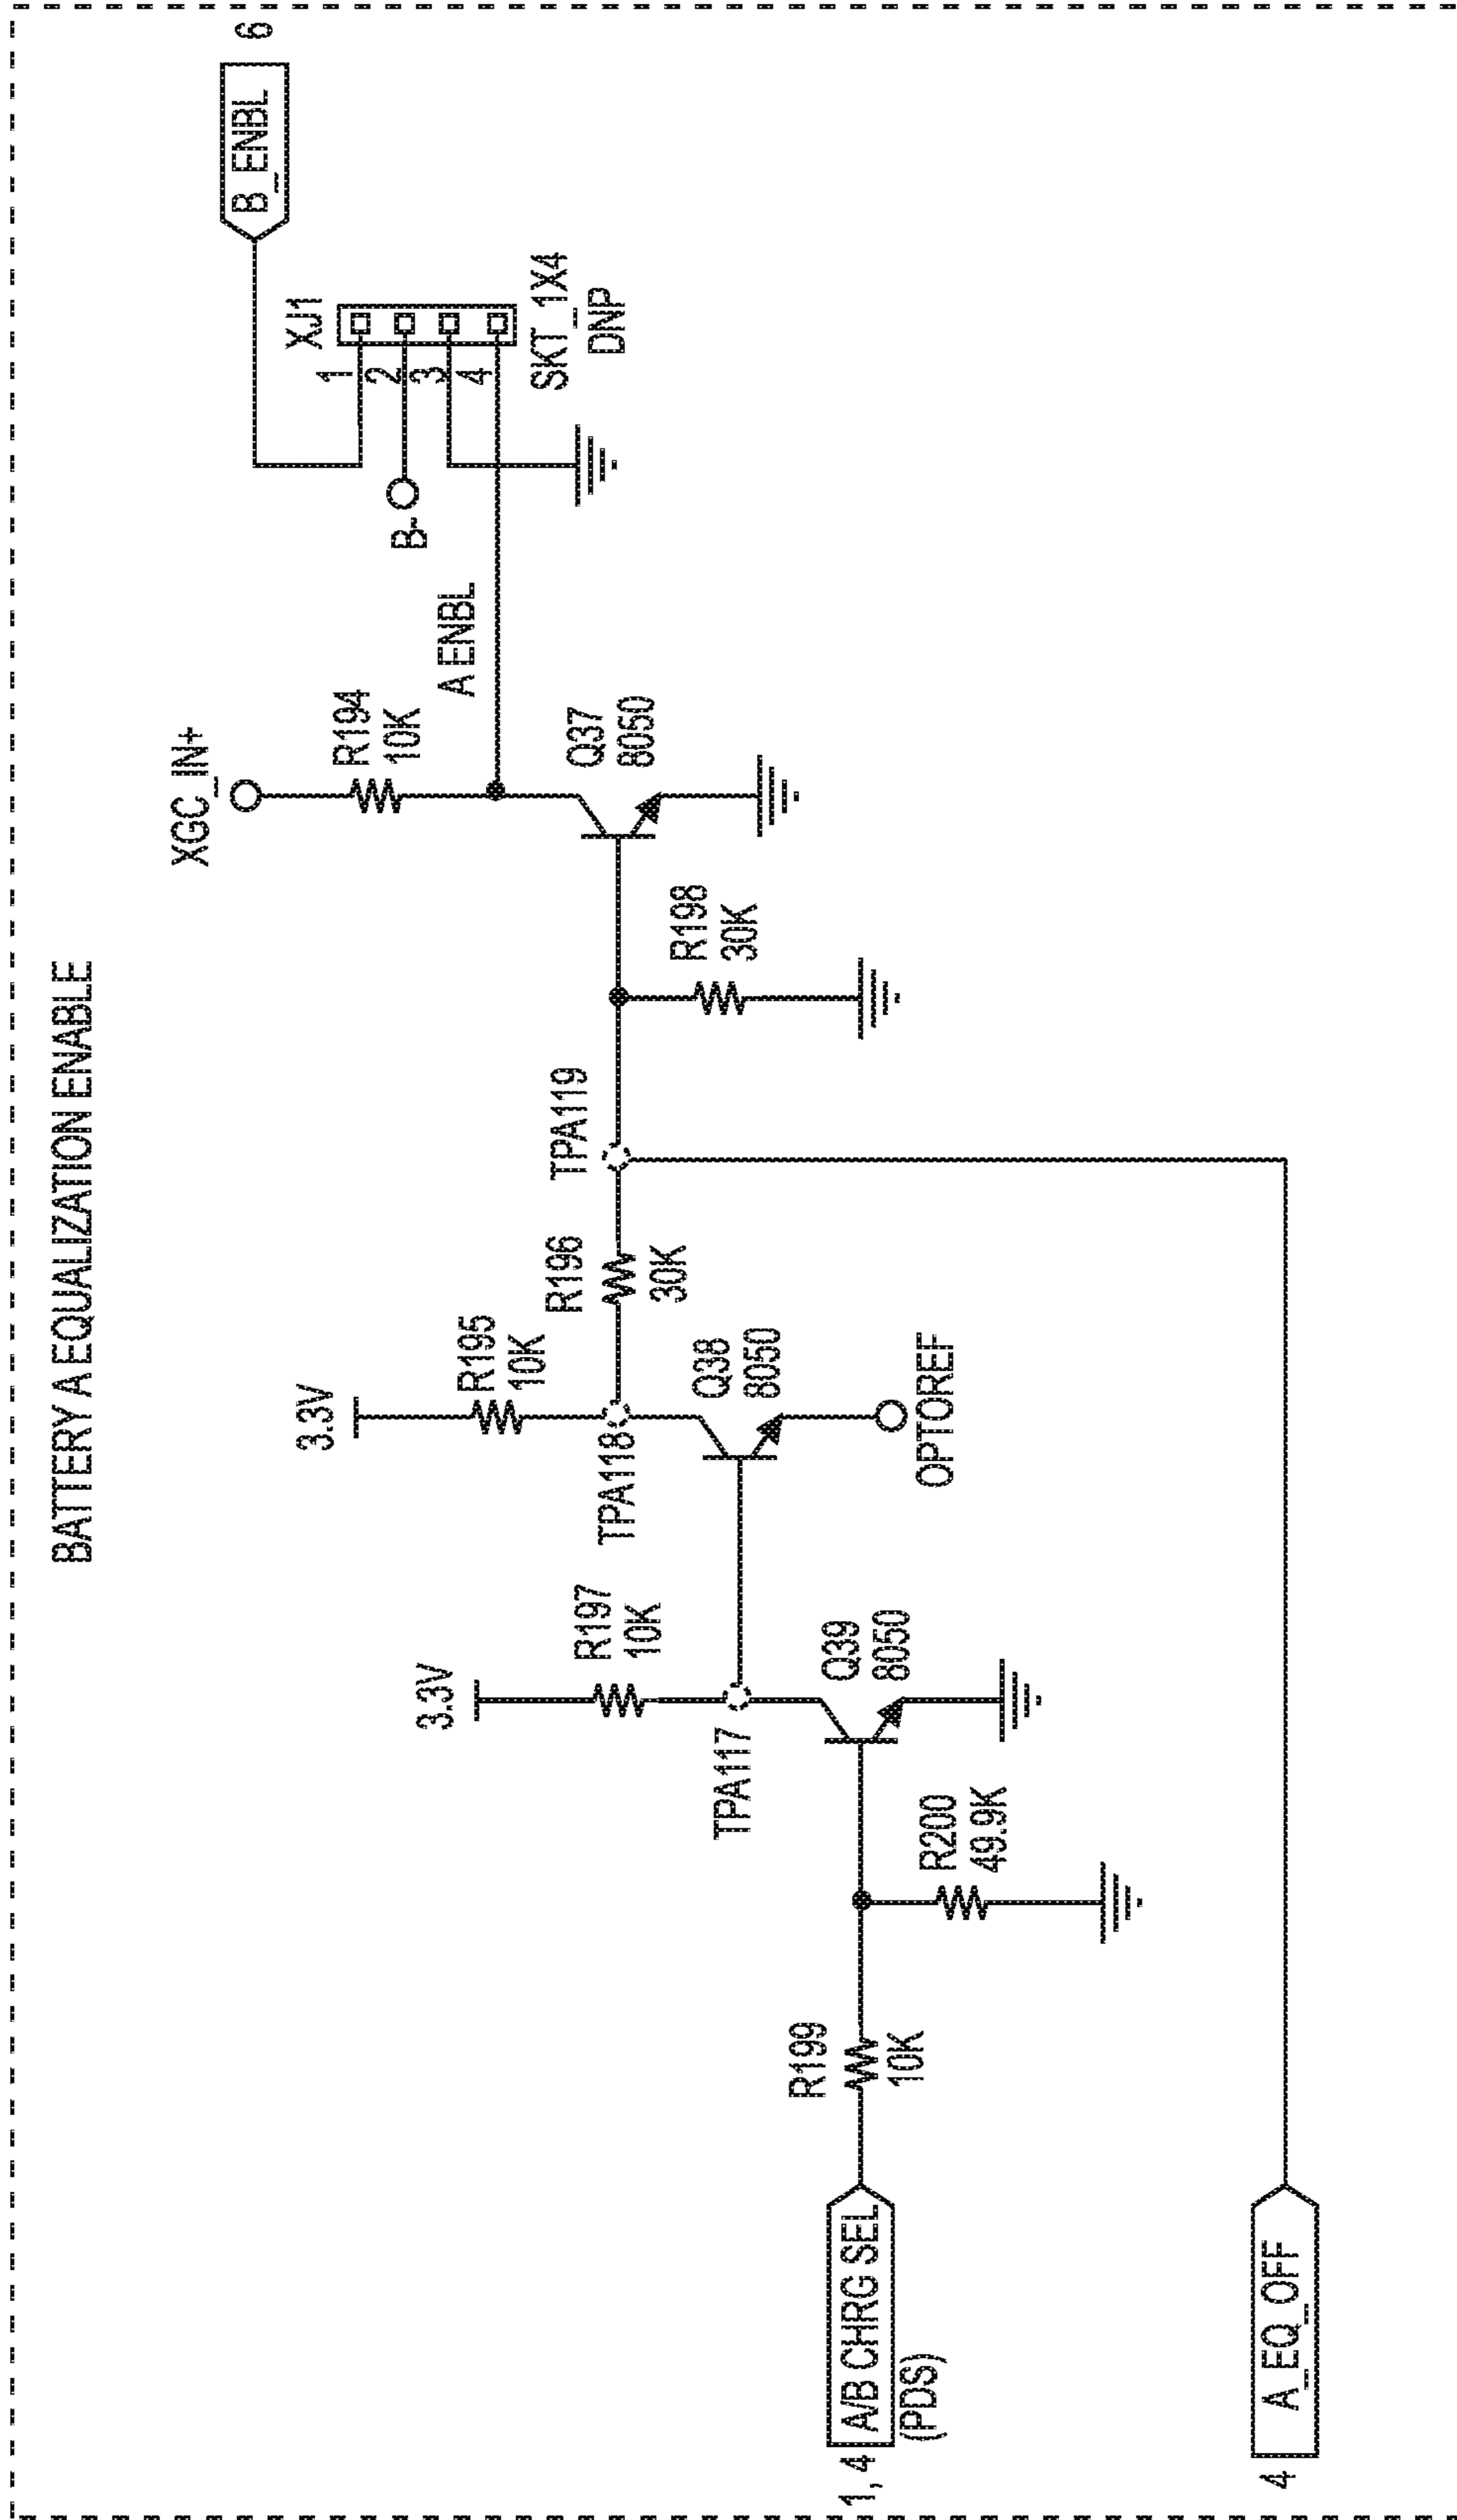 BATTERY A EQUALIZATION ENABLE
XGC_IN+
B_ENBL
6
R194
10K
XJ1
1
2
3
4
B-
A ENBL
SKT_1X4
DNP
3.3V
R195
10K
3.3V
R197
10K
TPA118
R196
30K
TPA119
Q37
8050
R198
30K
TPA117
Q38
8050
OPTOREF
Q39
8050
R199
10K
R200
49.9K
1, 4
A/B CHRG SEL
(PDS)
4
A_EQ_OFF